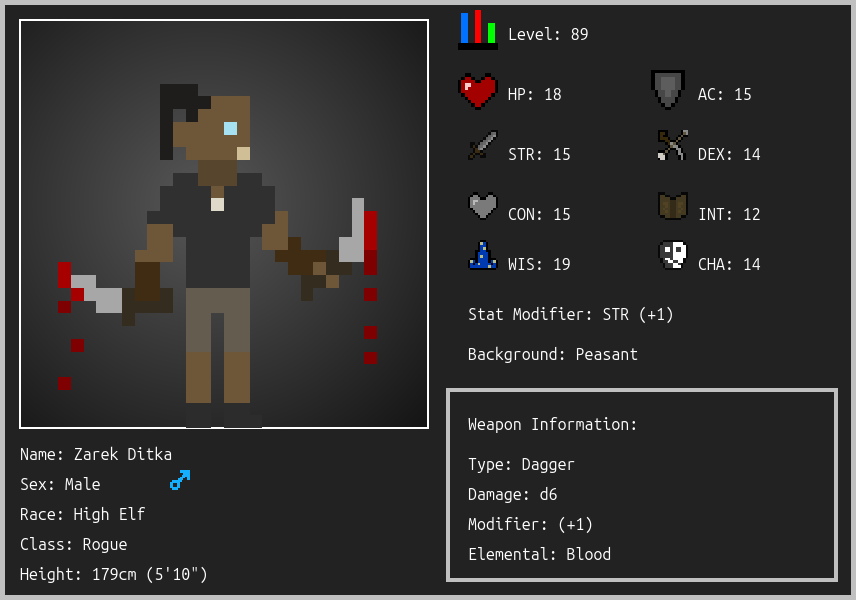 Level: 89
HP: 18
AC: 15
STR: 15
DEX: 14
CON: 15
INT: 12
WIS: 19
CHA: 14
Stat Modifier: STR (+1)
Background: Peasant
Weapon Information:
Type: Dagger
Damage: d6
Modifier: (+1)
Elemental: Blood
Name: Zarek Ditka
Sex: Male
Race: High Elf
Class: Rogue
Height: 179cm (5'10")